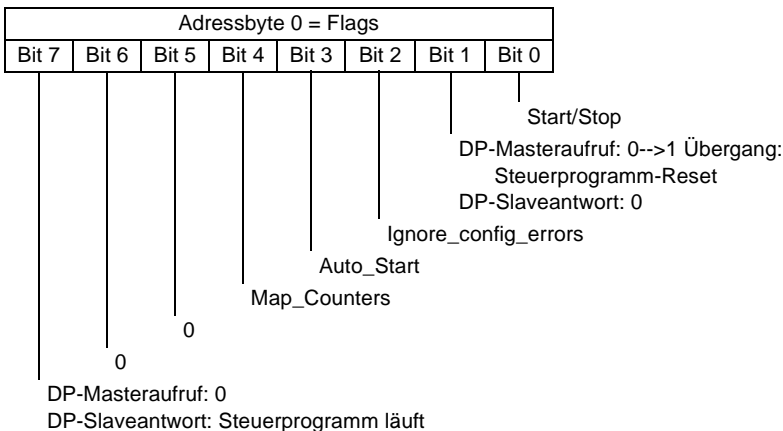 Adressbyte 0 = Flags
Bit 7 Bit 6 Bit 5 Bit 4 Bit 3 Bit 2 Bit 1 Bit 0
Start/Stop
DP-Masteraufruf: 0-->1 Übergang:
Steuerprogramm-Reset
DP-Slaveantwort: 0
Ignore_config_errors
Auto_Start
Map_Counters
0
0
DP-Masteraufruf: 0
DP-Slaveantwort: Steuerprogramm läuft